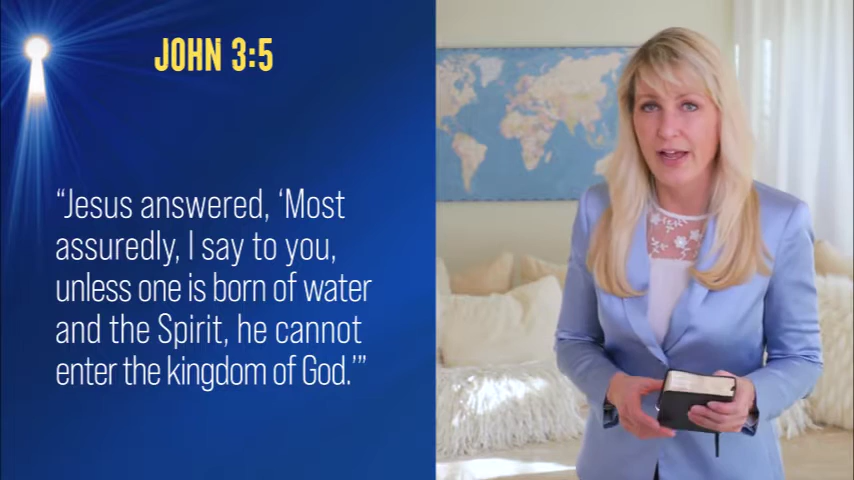 JOHN 3:5
“Jesus answered, ‘Most
assuredly, I say to you,
unless one is born of water
and the Spirit, he cannot
enter the kingdom of God.’”